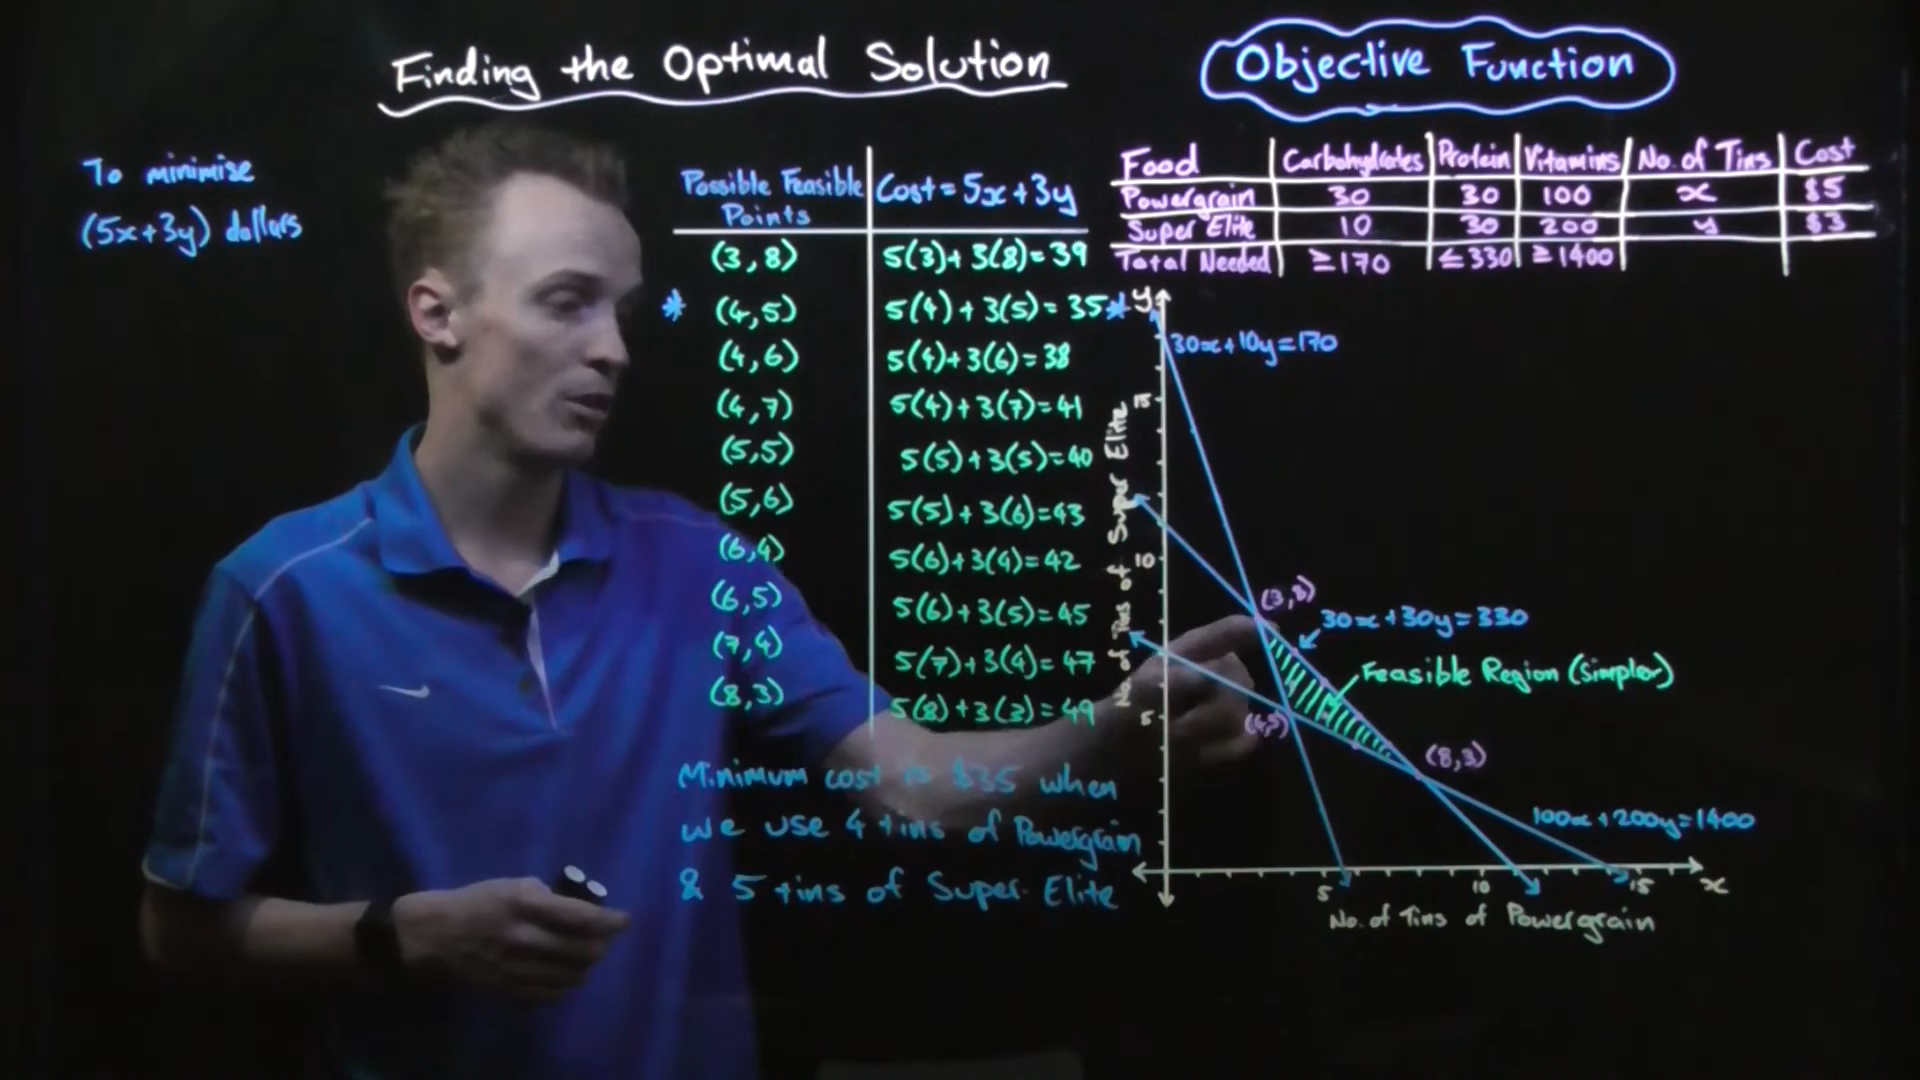 Finding the Optimal Solution
Objective Function
To minimise
(5x+3y) dollars
Possible Feasible Points | Cost = 5x+3y
(3,8) | 5(3)+3(8)=39
* (4,5) | 5(4)+3(5)=35 *
(4,6) | 5(4)+3(6)=38
(4,7) | 5(4)+3(7)=41
(5,5) | 5(5)+3(5)=40
(5,6) | 5(5)+3(6)=43
(6,4) | 5(6)+3(4)=42
(6,5) | 5(6)+3(5)=45
(7,4) | 5(7)+3(4)=47
(8,3) | 5(8)+3(3)=49
Minimum cost is $35 when
we use 4 tins of Powergrain
& 5 tins of Super Elite
Food | Carbohydrates | Protein | Vitamins | No. of Tins | Cost
Powergrain | 30 | 30 | 100 | x | $5
Super Elite | 10 | 30 | 200 | y | $3
Total Needed | ≥170 | ≤330 | ≥1400
y
30x+10y=170
15
10
5
No. of Tins of Super Elite
(3,8)
30x+30y=330
Feasible Region (Simplex)
(4,5)
(8,3)
100x+200y=1400
5 10 15 x
No. of Tins of Powergrain